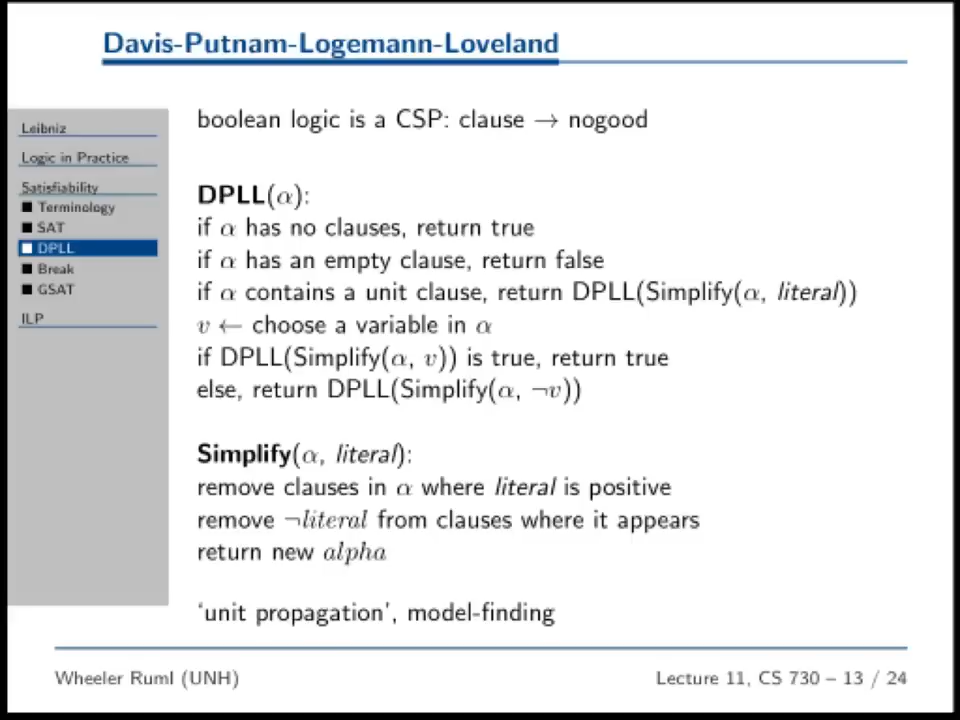 Davis-Putnam-Logemann-Loveland
Leibniz
Logic in Practice
Satisfiability
Terminology
SAT
DPLL
Break
GSAT
ILP
boolean logic is a CSP: clause → nogood
DPLL(α):
if α has no clauses, return true
if α has an empty clause, return false
if α contains a unit clause, return DPLL(Simplify(α, literal))
v ← choose a variable in α
if DPLL(Simplify(α, v)) is true, return true
else, return DPLL(Simplify(α, ¬v))
Simplify(α, literal):
remove clauses in α where literal is positive
remove ¬literal from clauses where it appears
return new alpha
‘unit propagation’, model-finding
Wheeler Ruml (UNH)
Lecture 11, CS 730 – 13 / 24